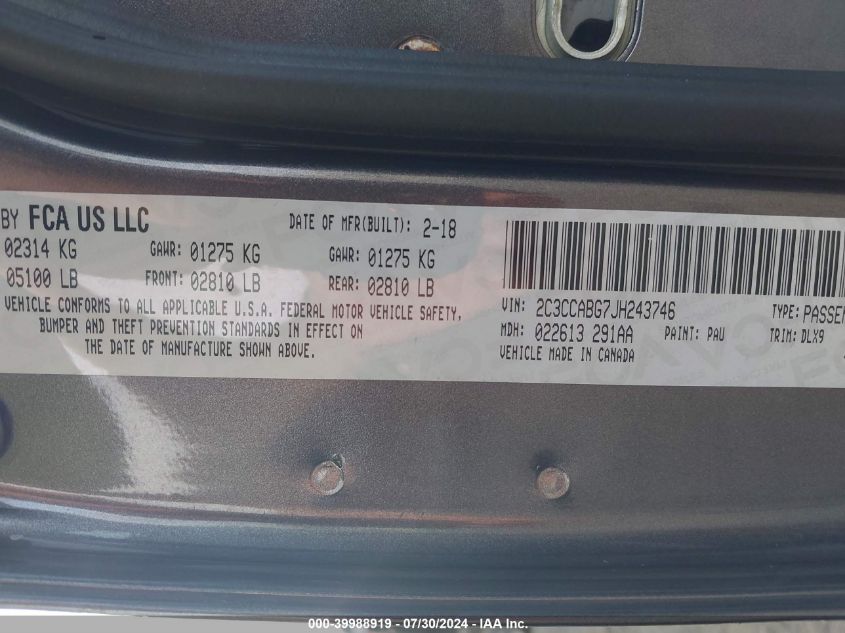 BY FCA US LLC
DATE OF MFR(BUILT): 2-18
02314 KG GAWR: 01275 KG GAWR: 01275 KG
05100 LB FRONT: 02810 LB REAR: 02810 LB
VEHICLE CONFORMS TO ALL APPLICABLE U.S.A. FEDERAL MOTOR VEHICLE SAFETY,
BUMPER AND THEFT PREVENTION STANDARDS IN EFFECT ON
THE DATE OF MANUFACTURE SHOWN ABOVE.
VIN: 2C3CCABG7JH243746 TYPE: PASSEN
MDH: 022613 291AA PAINT: PAU TRIM: DLX9
VEHICLE MADE IN CANADA
000-39988919 / 07/30/2024 - IAA Inc.